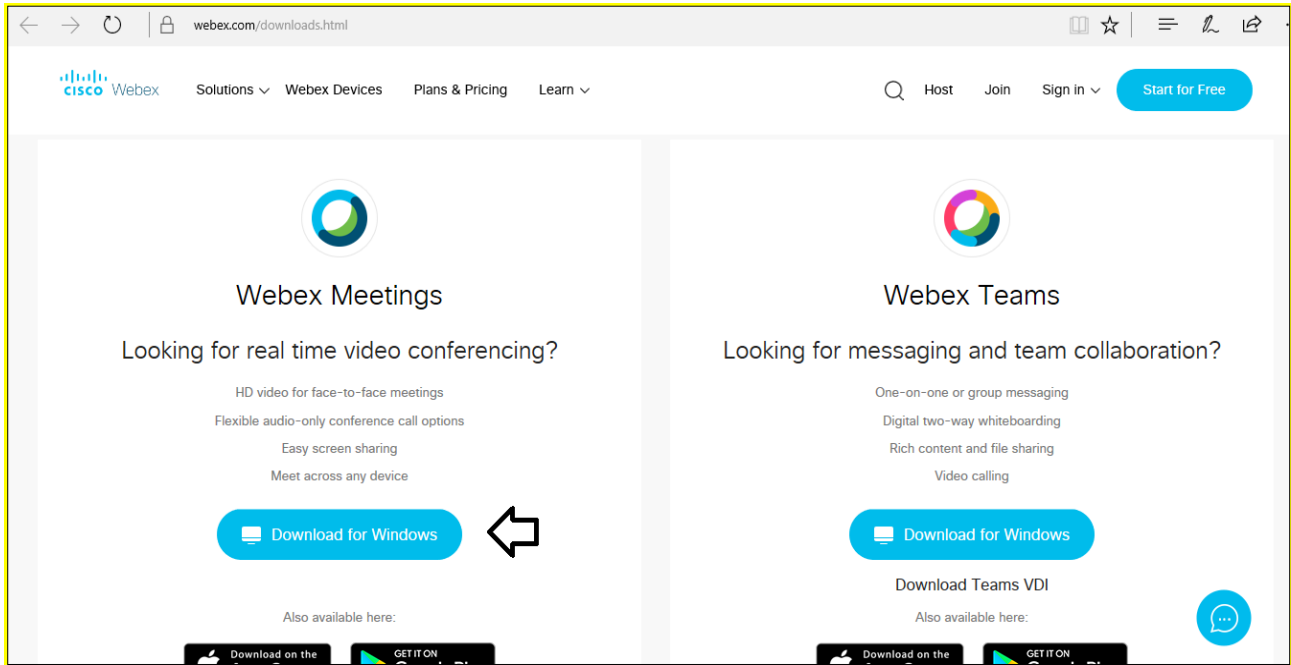 webex.com/downloads.html
CISCO Webex Solutions Webex Devices Plans & Pricing Learn Host Join Sign in Start for Free
Webex Meetings
Looking for real time video conferencing?
HD video for face-to-face meetings
Flexible audio-only conference call options
Easy screen sharing
Meet across any device
Download for Windows
Also available here:
Download on the
GET IT ON
Webex Teams
Looking for messaging and team collaboration?
One-on-one or group messaging
Digital two-way whiteboarding
Rich content and file sharing
Video calling
Download for Windows
Download Teams VDI
Also available here:
Download on the
GET IT ON